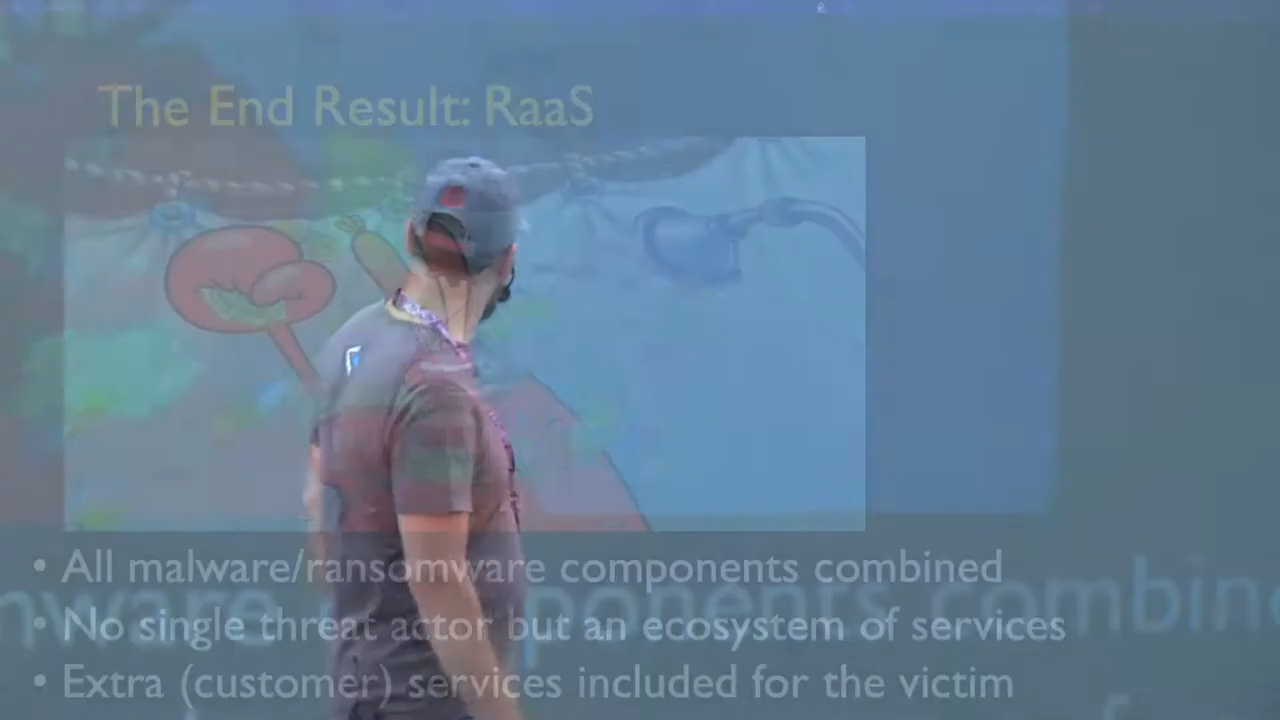 The End Result: RaaS
• All malware/ransomware components combined
• No single threat actor but an ecosystem of services
• Extra (customer) services included for the victim